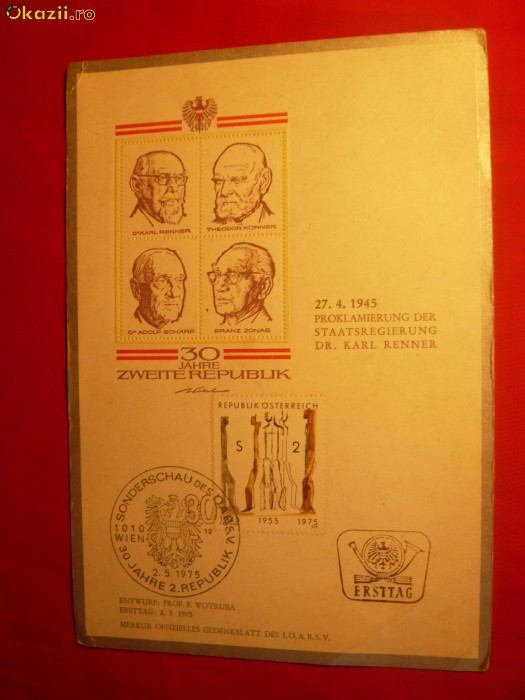 Okazii.ro
DR KARL RENNER
THEODOR KÖRNER
DR ADOLF SCHÄRF
FRANZ JONAS
30
JAHRE
ZWEITE REPUBLIK
27. 4. 1945
PROKLAMIERUNG DER
STAATSREGIERUNG
DR. KARL RENNER
REPUBLIK ÖSTERREICH
S 2
1955 1975
SONDERSCHAU DES Ö.A.B.S.V.
30
1010
WIEN
12
2.5.1975
30 JAHRE 2.REPUBLIK
ERSTTAG
ENTWURF: PROF. F. WOTRUBA
ERSTTAG: 2. 5. 1975
MERKUR OFFIZIELLES GEDENKBLATT DES I.Ö.A.B.S.V.